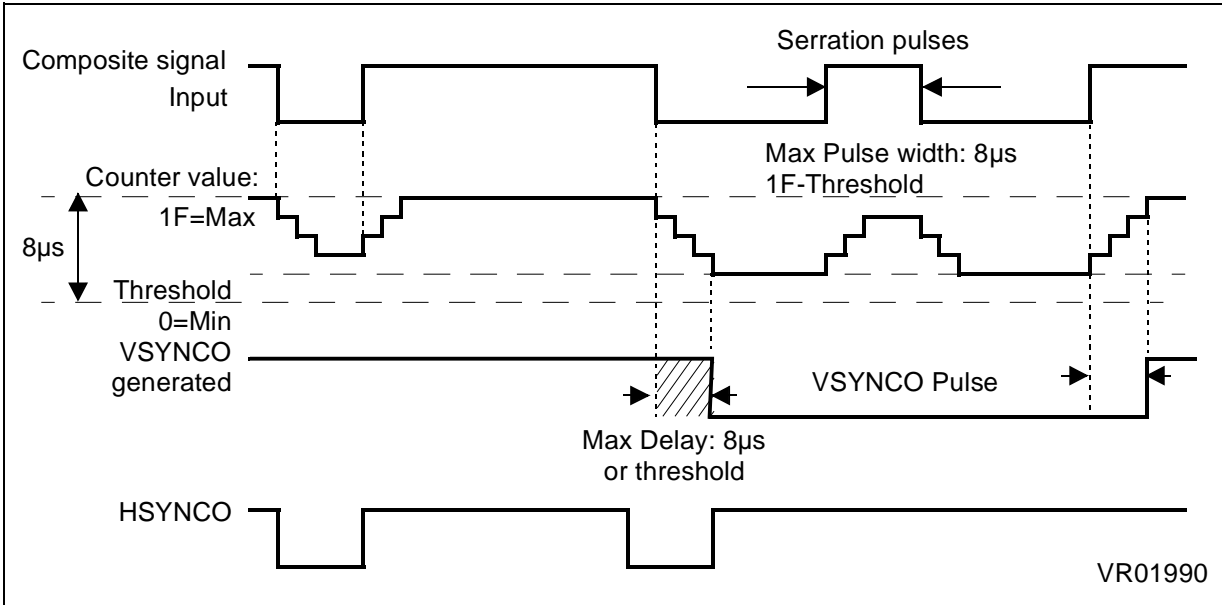 Serration pulses
Composite signal
Input
Max Pulse width: 8µs
1F-Threshold
Counter value:
1F=Max
8µs
Threshold
0=Min
VSYNCO
generated
VSYNCO Pulse
Max Delay: 8µs
or threshold
HSYNCO
VR01990